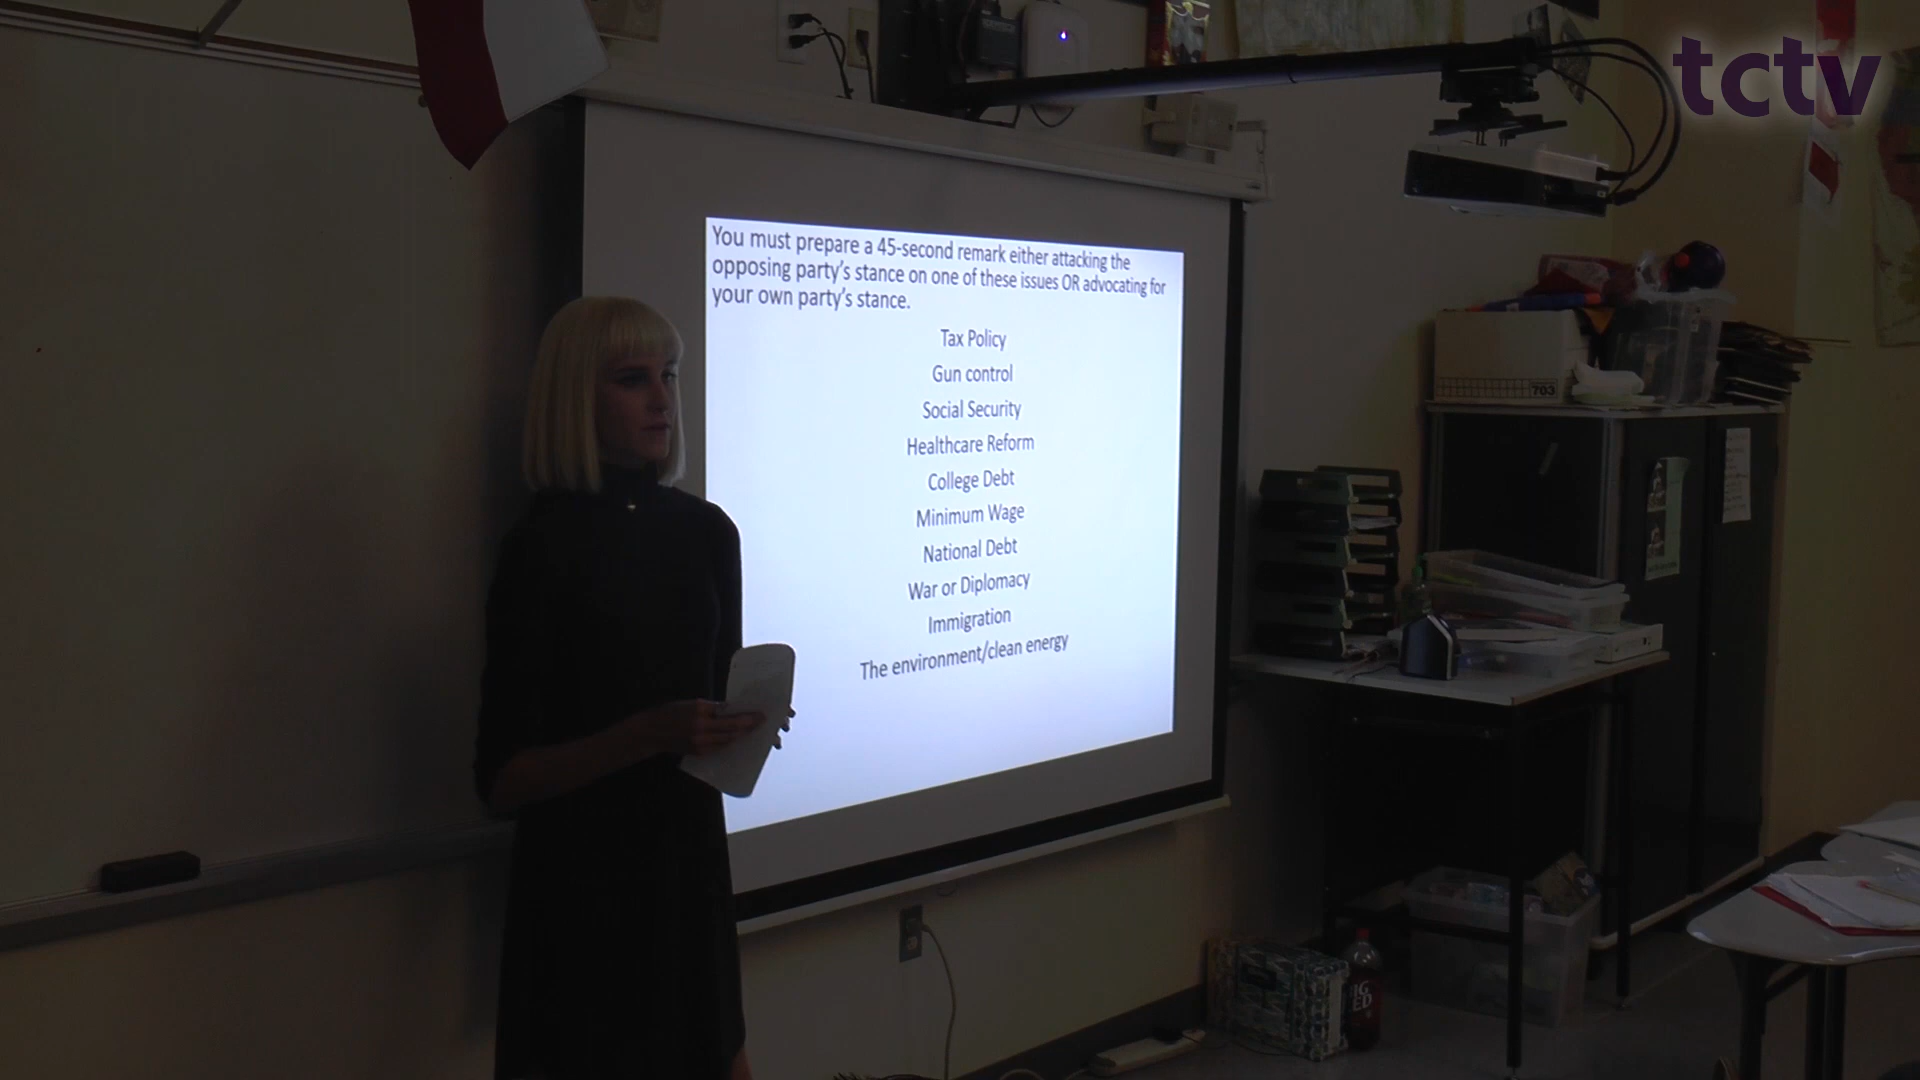 tctv
You must prepare a 45-second remark either attacking the
opposing party's stance on one of these issues OR advocating for
your own party's stance.
Tax Policy
Gun control
Social Security
Healthcare Reform
College Debt
Minimum Wage
National Debt
War or Diplomacy
Immigration
The environment/clean energy
703